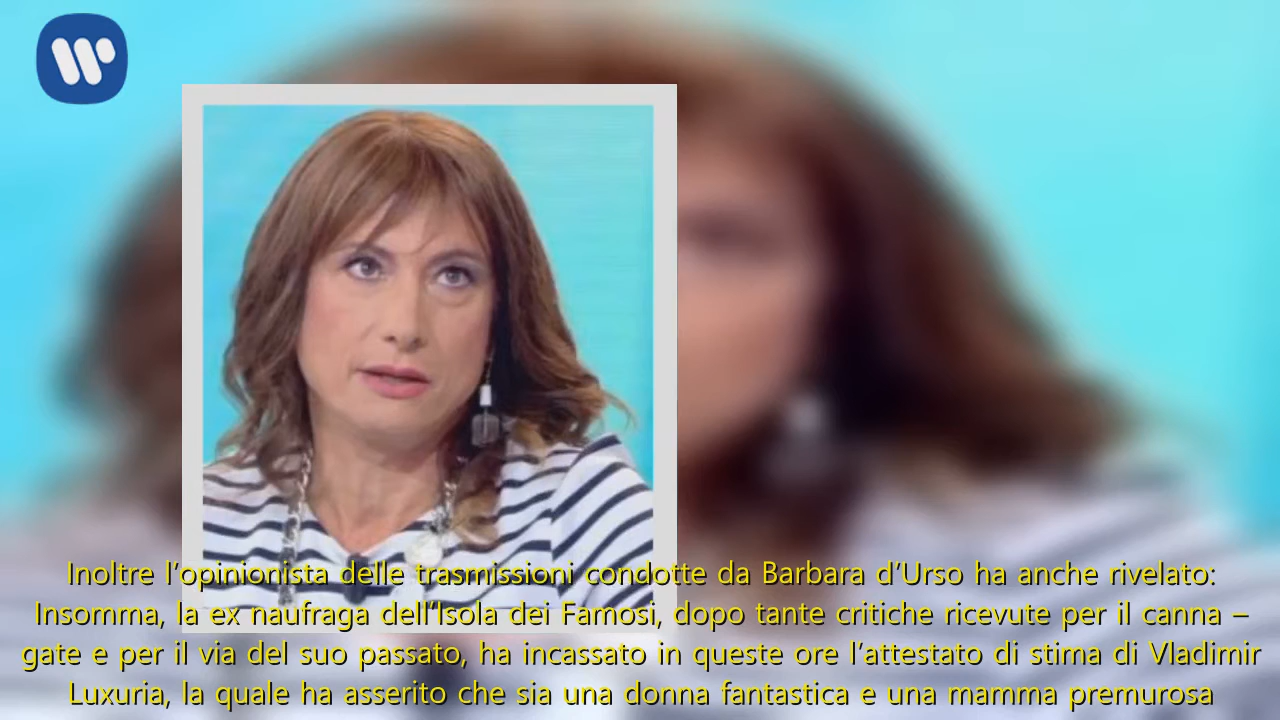 Inoltre l'opinionista delle trasmissioni condotte da Barbara d'Urso ha anche rivelato:
Insomma, la ex naufraga dell'Isola dei Famosi, dopo tante critiche ricevute per il canna –
gate e per il via del suo passato, ha incassato in queste ore l'attestato di stima di Vladimir
Luxuria, la quale ha asserito che sia una donna fantastica e una mamma premurosa